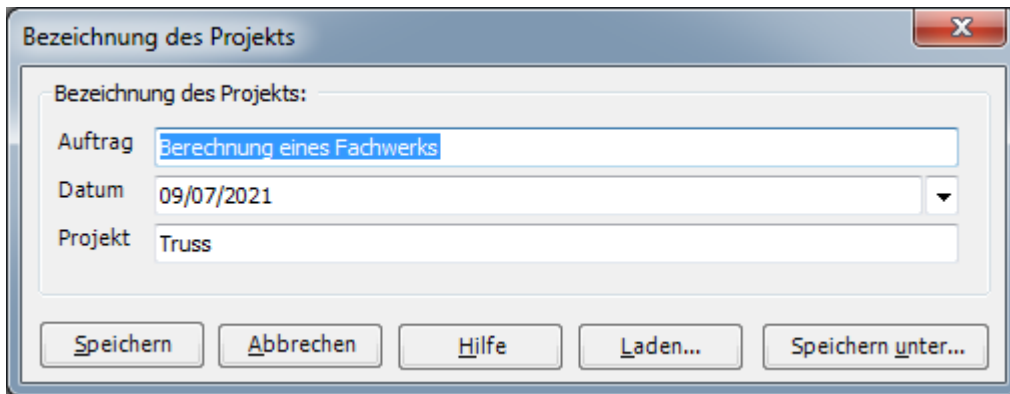 Bezeichnung des Projekts
Bezeichnung des Projekts:
Auftrag Berechnung eines Fachwerks
Datum 09/07/2021
Projekt Truss
Speichern Abbrechen Hilfe Laden... Speichern unter...